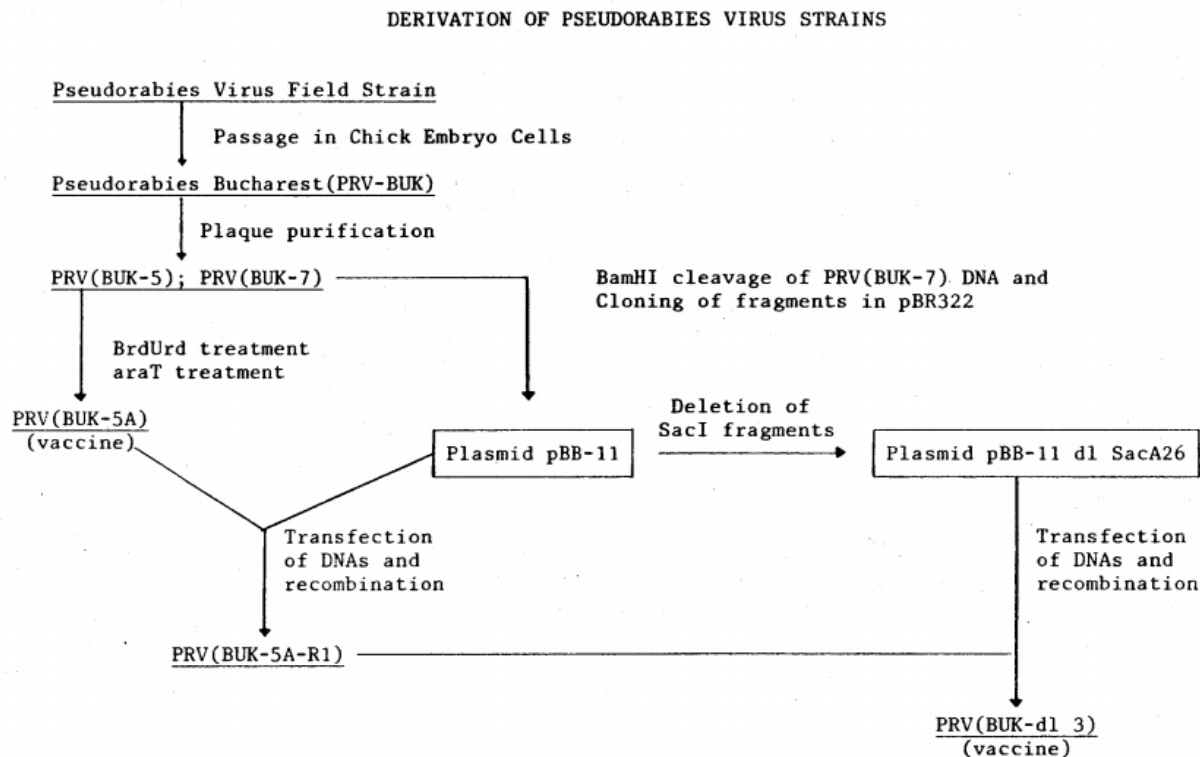 DERIVATION OF PSEUDORABIES VIRUS STRAINS
Pseudorabies Virus Field Strain
Passage in Chick Embryo Cells
Pseudorabies Bucharest(PRV-BUK)
Plaque purification
PRV(BUK-5); PRV(BUK-7)
BamHI cleavage of PRV(BUK-7) DNA and
Cloning of fragments in pBR322
BrdUrd treatment
araT treatment
PRV(BUK-5A)
(vaccine)
Plasmid pBB-11
Deletion of
SacI fragments
Plasmid pBB-11 dl SacA26
Transfection
of DNAs and
recombination
Transfection
of DNAs and
recombination
PRV(BUK-5A-R1)
PRV(BUK-dl 3)
(vaccine)